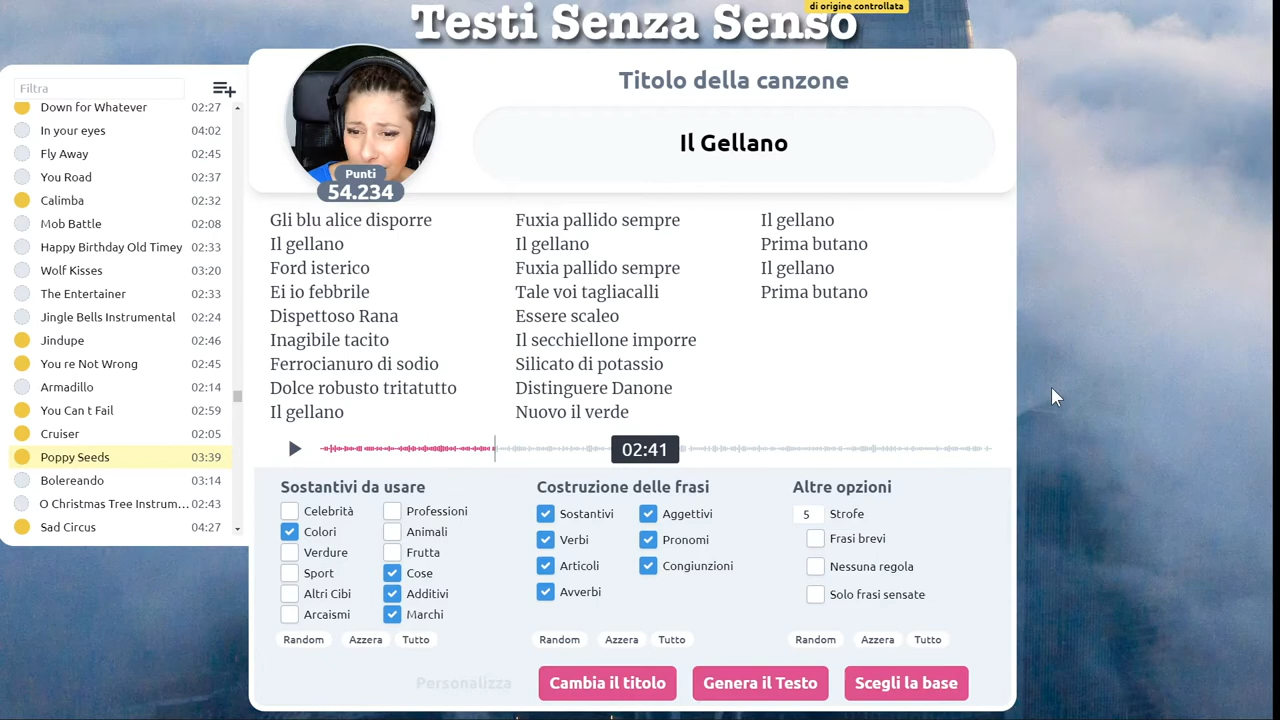 di origine controllata
Testi Senza Senso
Filtra
Down for Whatever 02:27
In your eyes 04:02
Fly Away 02:45
You Road 02:37
Calimba 02:32
Mob Battle 02:08
Happy Birthday Old Timey 02:33
Wolf Kisses 03:20
The Entertainer 02:33
Jingle Bells Instrumental 02:24
Jindupe 02:46
You re Not Wrong 02:45
Armadillo 02:14
You Can t Fail 02:59
Cruiser 02:05
Poppy Seeds 03:39
Bolereando 03:14
O Christmas Tree Instrum... 02:43
Sad Circus 04:27
Punti
54.234
Titolo della canzone
Il Gellano
Gli blu alice disporre
Il gellano
Ford isterico
Ei io febbrile
Dispettoso Rana
Inagibile tacito
Ferrocianuro di sodio
Dolce robusto tritatutto
Il gellano
Fuxia pallido sempre
Il gellano
Fuxia pallido sempre
Tale voi tagliacalli
Essere scaleo
Il secchiellone imporre
Silicato di potassio
Distinguere Danone
Nuovo il verde
Il gellano
Prima butano
Il gellano
Prima butano
02:41
Sostantivi da usare
Celebrità Professioni
Colori Animali
Verdure Frutta
Sport Cose
Altri Cibi Additivi
Arcaismi Marchi
Random Azzera Tutto
Costruzione delle frasi
Sostantivi Aggettivi
Verbi Pronomi
Articoli Congiunzioni
Avverbi
Random Azzera Tutto
Altre opzioni
5 Strofe
Frasi brevi
Nessuna regola
Solo frasi sensate
Random Azzera Tutto
Personalizza
Cambia il titolo
Genera il Testo
Scegli la base